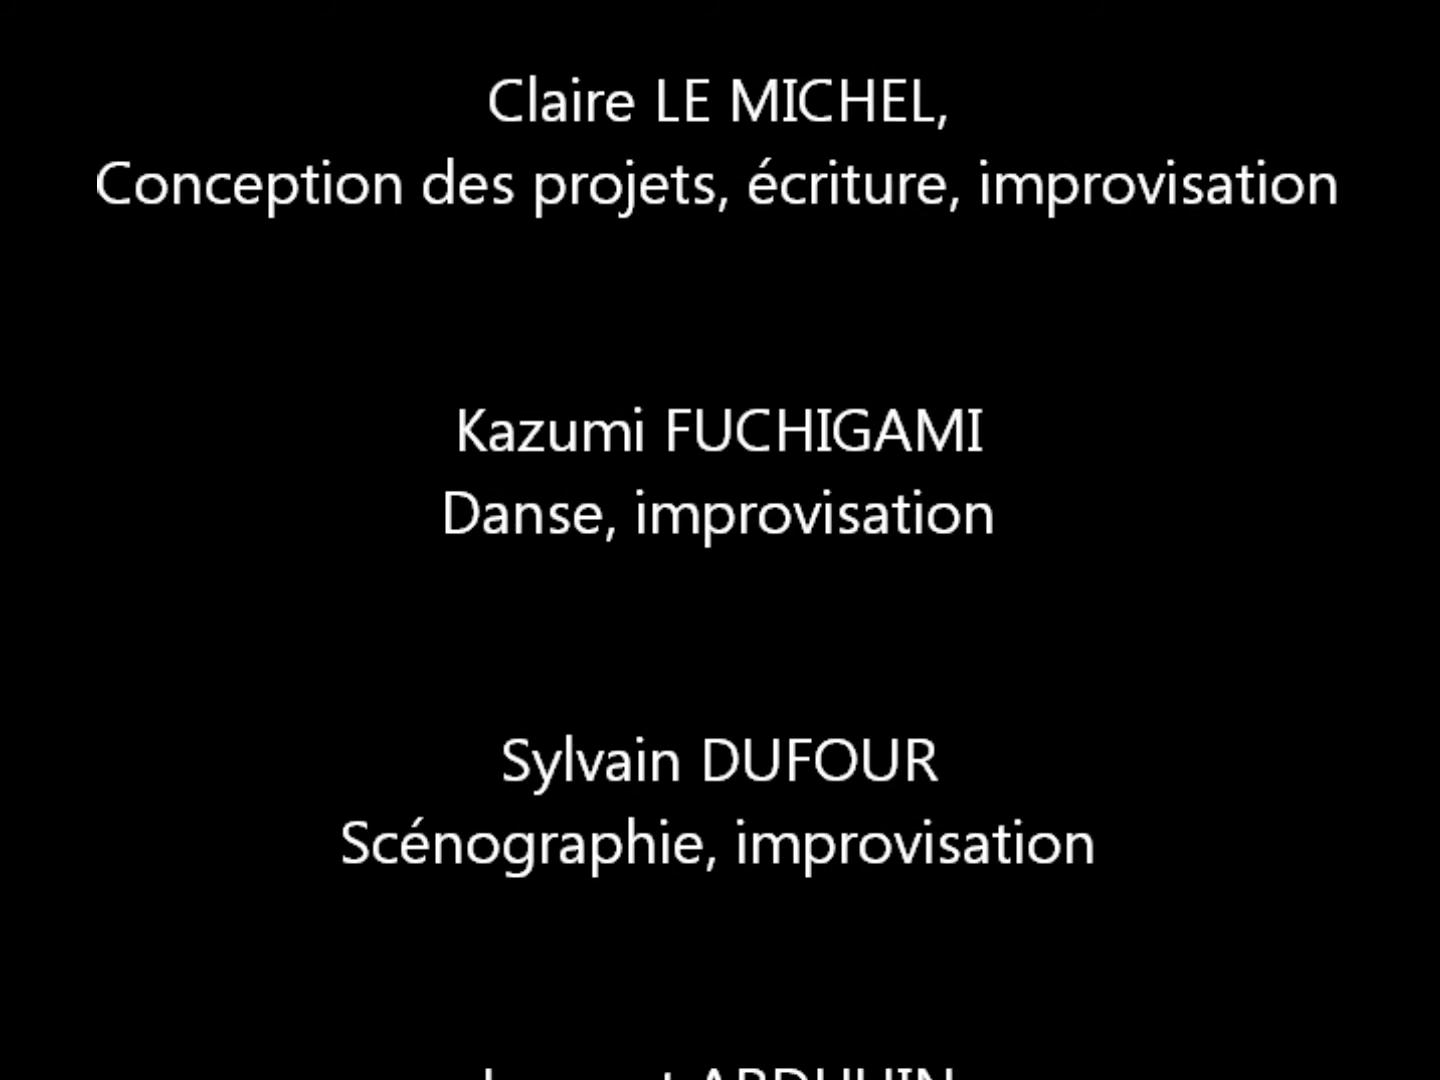 Claire LE MICHEL,
Conception des projets, écriture, improvisation
Kazumi FUCHIGAMI
Danse, improvisation
Sylvain DUFOUR
Scénographie, improvisation